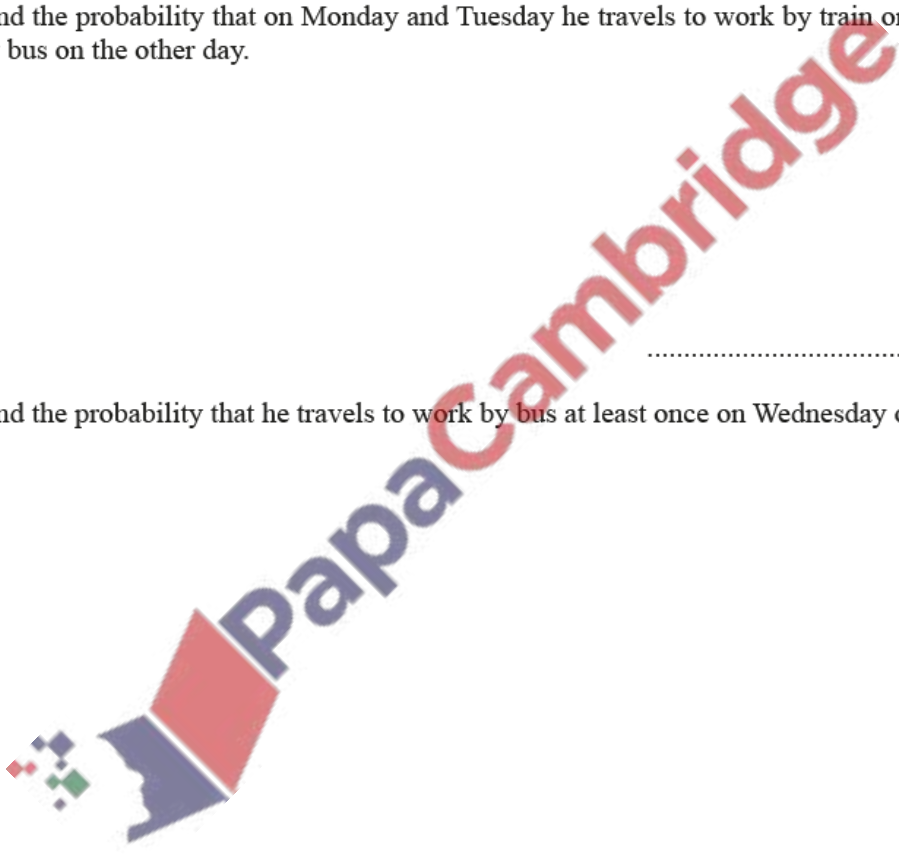 nd the probability that on Monday and Tuesday he travels to work by train or
bus on the other day.
nd the probability that he travels to work by bus at least once on Wednesday
PapaCambridge